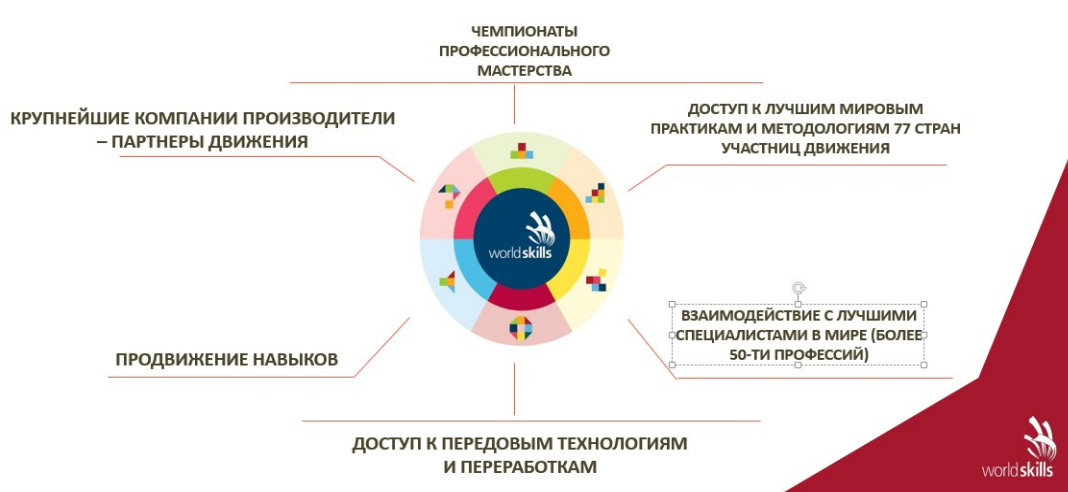 ЧЕМПИОНАТЫ
ПРОФЕССИОНАЛЬНОГО
МАСТЕРСТВА
КРУПНЕЙШИЕ КОМПАНИИ ПРОИЗВОДИТЕЛИ
– ПАРТНЕРЫ ДВИЖЕНИЯ
ДОСТУП К ЛУЧШИМ МИРОВЫМ
ПРАКТИКАМ И МЕТОДОЛОГИЯМ 77 СТРАН
УЧАСТНИЦ ДВИЖЕНИЯ
worldskills
ВЗАИМОДЕЙСТВИЕ С ЛУЧШИМИ
СПЕЦИАЛИСТАМИ В МИРЕ (БОЛЕЕ
50-ТИ ПРОФЕССИЙ)
ПРОДВИЖЕНИЕ НАВЫКОВ
ДОСТУП К ПЕРЕДОВЫМ ТЕХНОЛОГИЯМ
И ПЕРЕРАБОТКАМ
worldskills